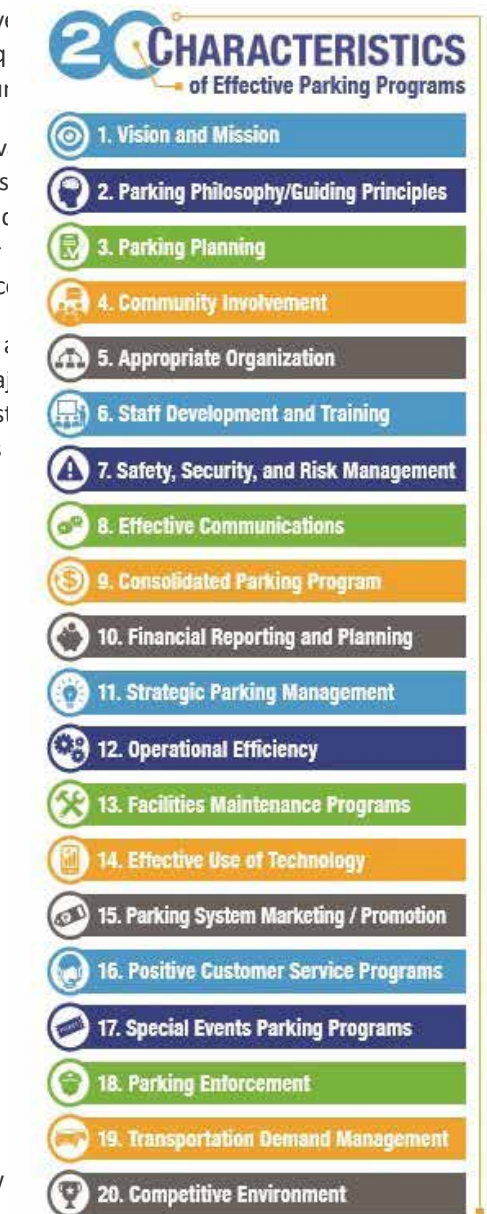 20 CHARACTERISTICS
of Effective Parking Programs
1. Vision and Mission
2. Parking Philosophy/Guiding Principles
3. Parking Planning
4. Community Involvement
5. Appropriate Organization
6. Staff Development and Training
7. Safety, Security, and Risk Management
8. Effective Communications
9. Consolidated Parking Program
10. Financial Reporting and Planning
11. Strategic Parking Management
12. Operational Efficiency
13. Facilities Maintenance Programs
14. Effective Use of Technology
15. Parking System Marketing / Promotion
16. Positive Customer Service Programs
17. Special Events Parking Programs
18. Parking Enforcement
19. Transportation Demand Management
20. Competitive Environment